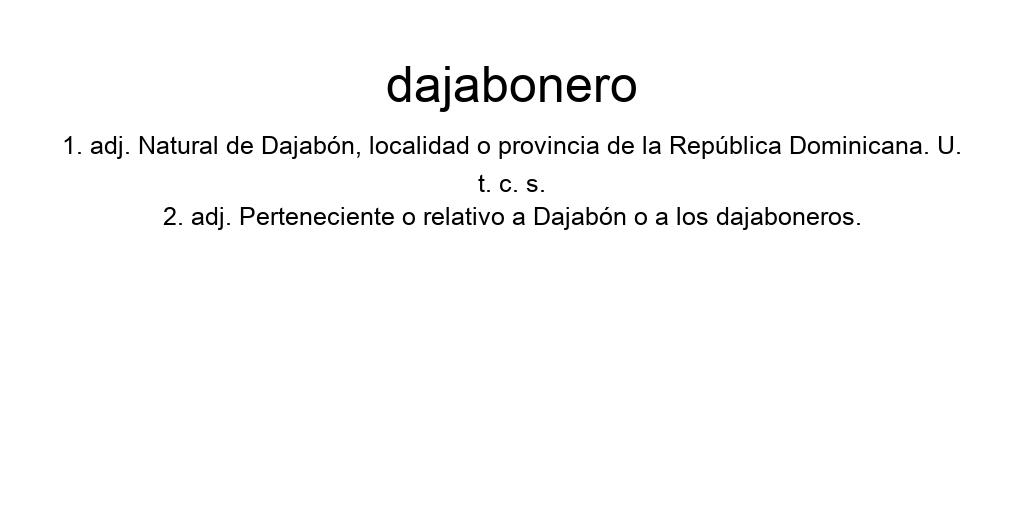 dajabonero
1. adj. Natural de Dajabón, localidad o provincia de la República Dominicana. U.
t. c. s.
2. adj. Perteneciente o relativo a Dajabón o a los dajaboneros.